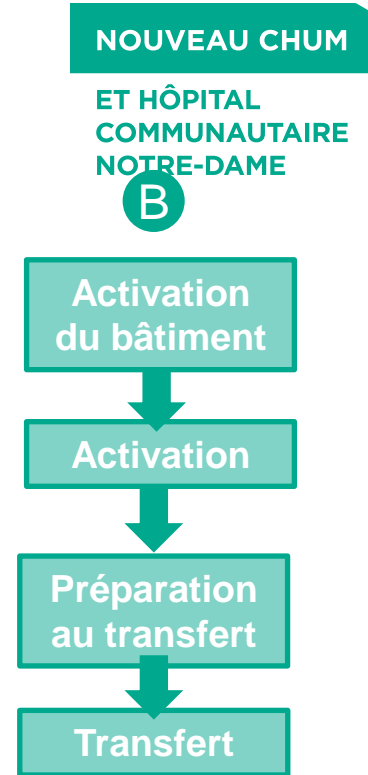 NOUVEAU CHUM
ET HÔPITAL
COMMUNAUTAIRE
NOTRE-DAME
B
Activation
du bâtiment
Activation
Préparation
au transfert
Transfert